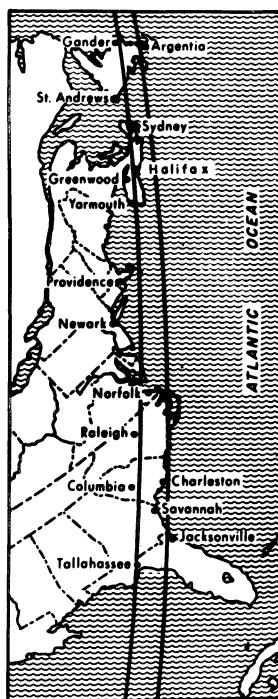 Gander
Argentia
St. Andrews
Sydney
Halifax
Greenwood
Yarmouth
Providence
Newark
ATLANTIC OCEAN
Norfolk
Raleigh
Charleston
Columbia
Savannah
Jacksonville
Tallahassee